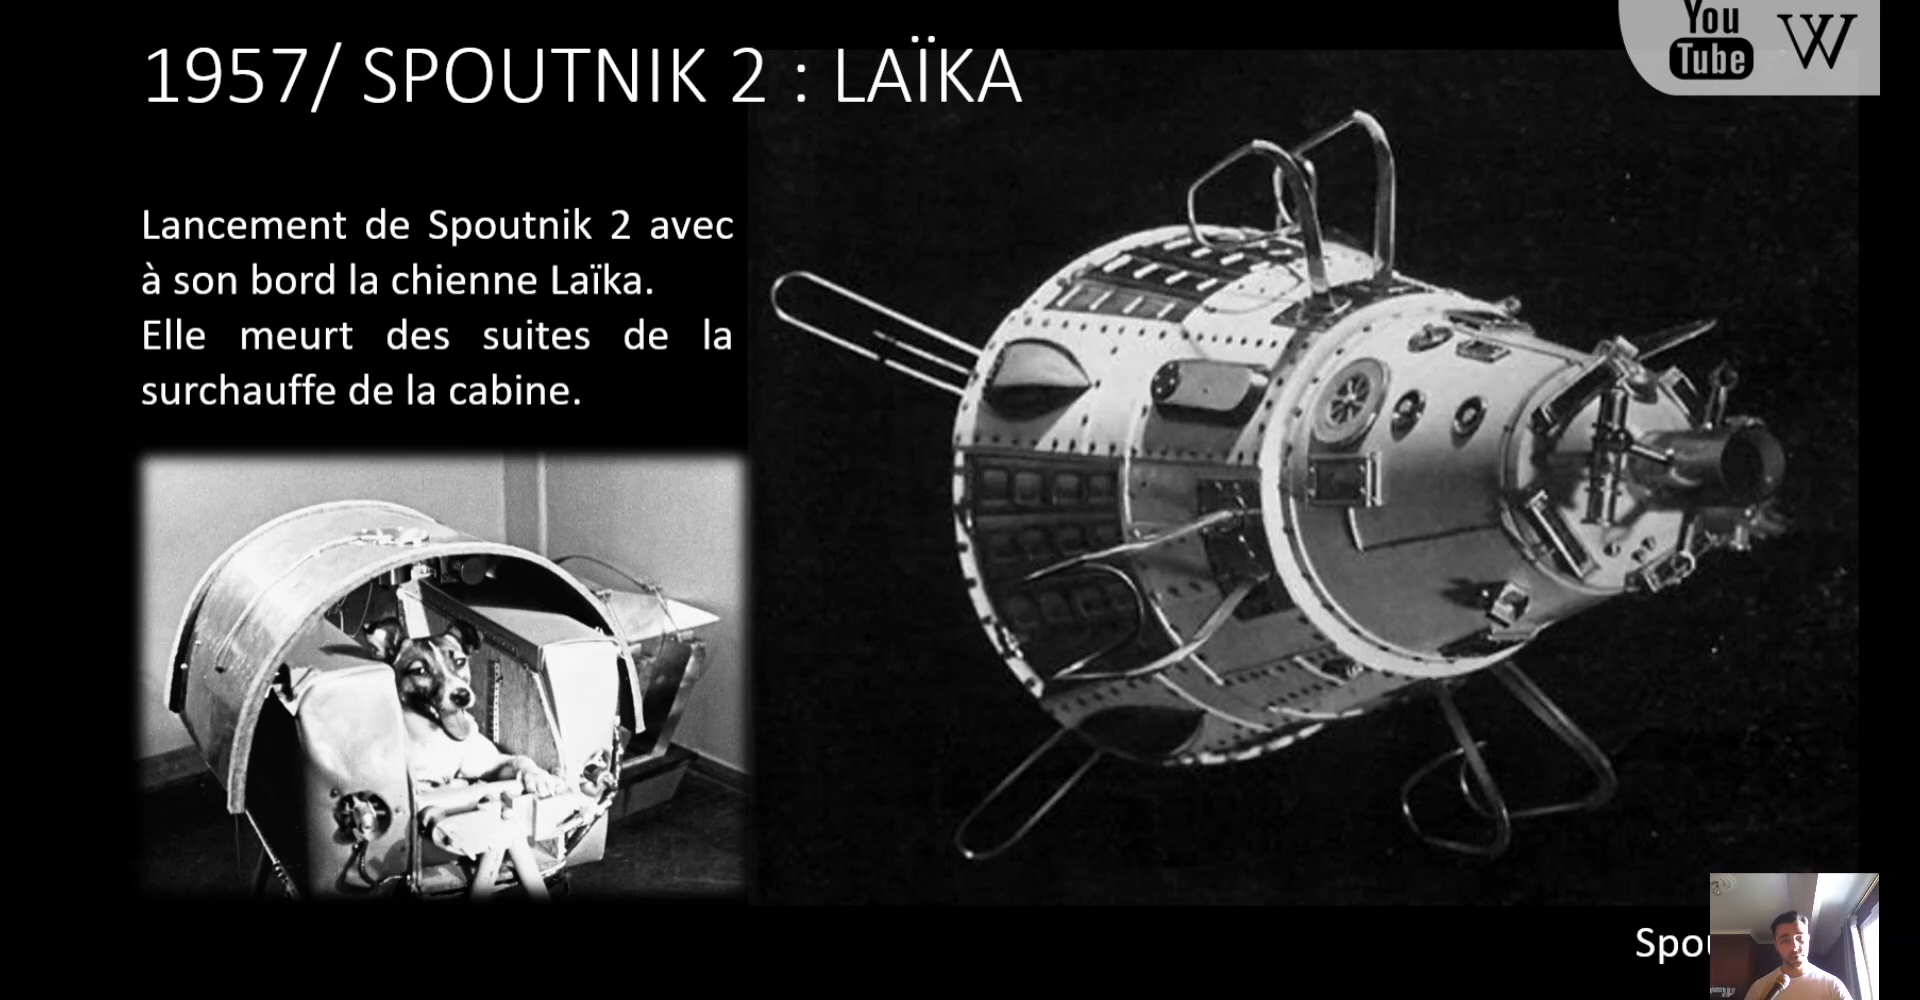 You
Tube W
1957/ SPOUTNIK 2 : LAÏKA
Lancement de Spoutnik 2 avec
à son bord la chienne Laïka.
Elle meurt des suites de la
surchauffe de la cabine.
Spou